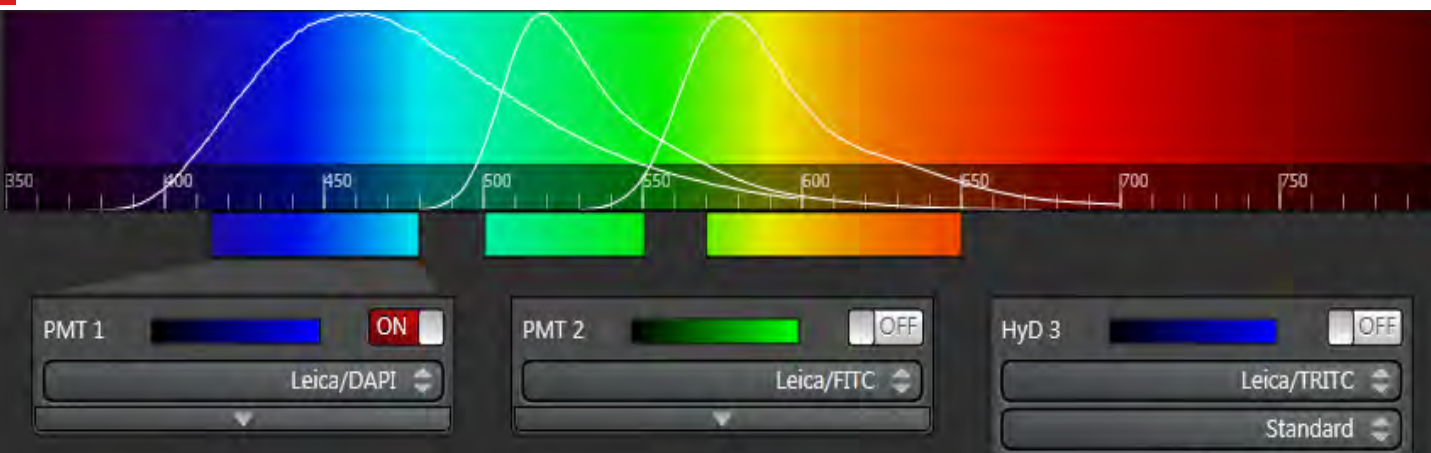 350 400 450 500 550 600 650 700 750
PMT 1 ON PMT 2 OFF HyD 3 OFF
Leica/DAPI Leica/FITC Leica/TRITC
Standard